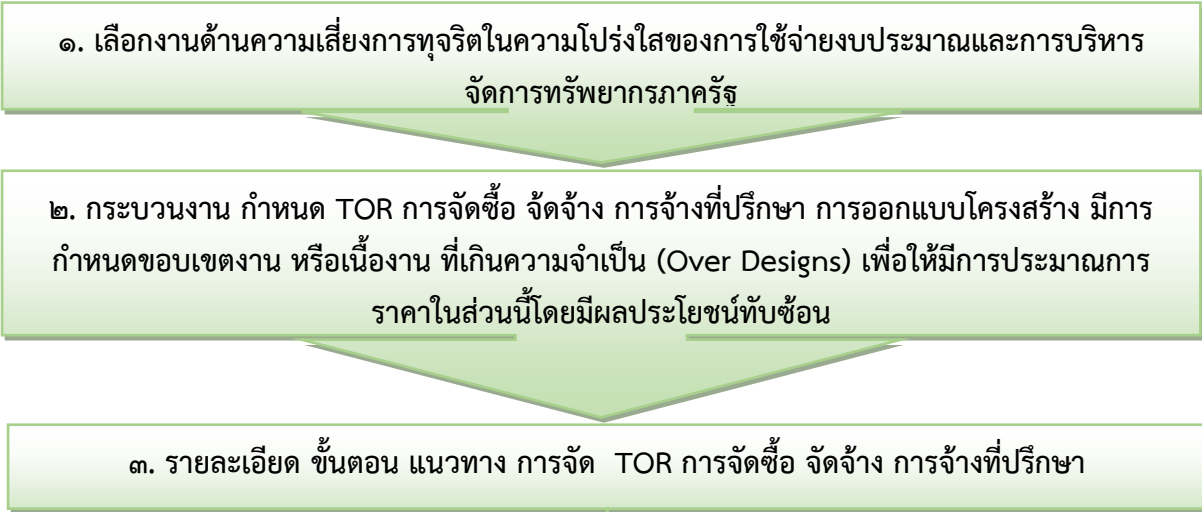 ๑. เลือกงานด้านความเสี่ยงการทุจริตในความโปร่งใสของการใช้จ่ายงบประมาณและการบริหาร
จัดการทรัพยากรภาครัฐ
๒. กระบวนงาน กำหนด TOR การจัดซื้อ จ้ดจ้าง การจ้างที่ปรึกษา การออกแบบโครงสร้าง มีการ
กำหนดขอบเขตงาน หรือเนื้องาน ที่เกินความจำเป็น (Over Designs) เพื่อให้มีการประมาณการ
ราคาในส่วนนี้โดยมีผลประโยชน์ทับซ้อน
๓. รายละเอียด ขั้นตอน แนวทาง การจัด TOR การจัดซื้อ จัดจ้าง การจ้างที่ปรึกษา